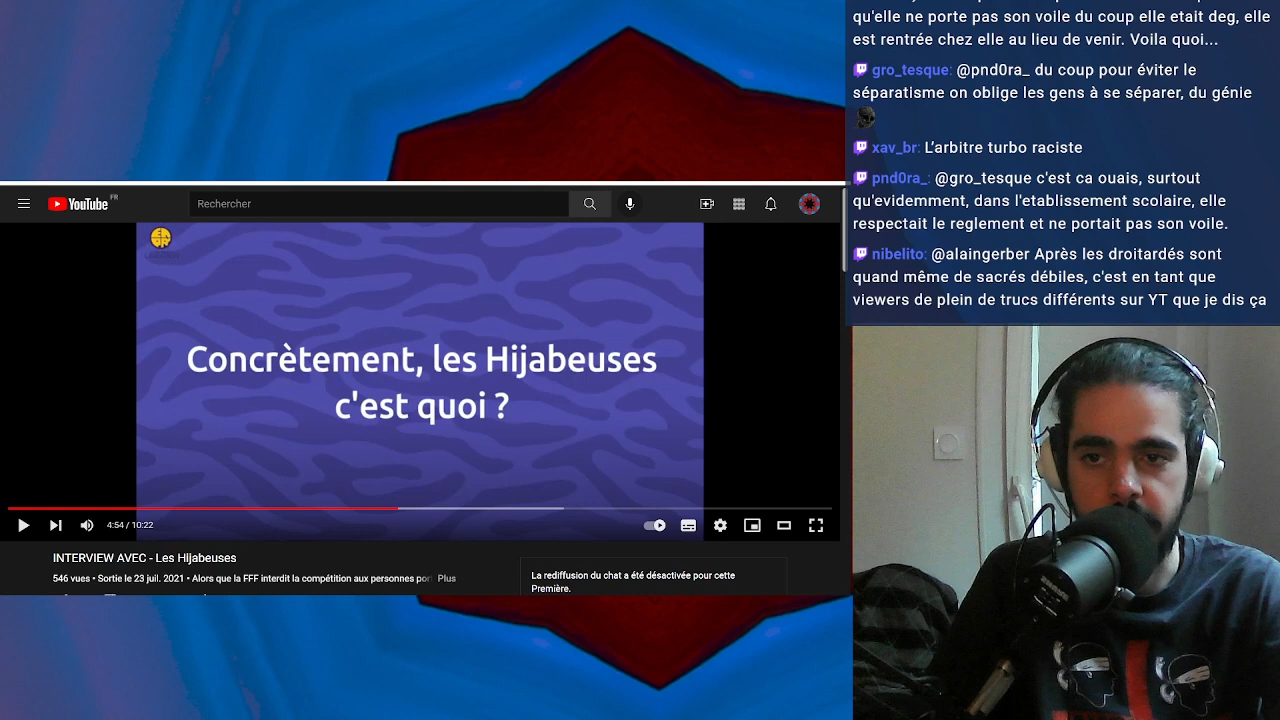 YouTube FR
Rechercher
Concrètement, les Hijabeuses
c'est quoi ?
4:54 / 10:22
INTERVIEW AVEC - Les Hijabeuses
546 vues • Sortie le 23 juil. 2021 • Alors que la FFF interdit la compétition aux personnes por Plus
La rediffusion du chat a été désactivée pour cette
Première.
qu'elle ne porte pas son voile du coup elle etait deg, elle
est rentrée chez elle au lieu de venir. Voila quoi...
gro_tesque: @pnd0ra_ du coup pour éviter le
séparatisme on oblige les gens à se séparer, du génie
xav_br: L'arbitre turbo raciste
pnd0ra_: @gro_tesque c'est ca ouais, surtout
qu'evidemment, dans l'etablissement scolaire, elle
respectait le reglement et ne portait pas son voile.
nibelito: @alaingerber Après les droitardés sont
quand même de sacrés débiles, c'est en tant que
viewers de plein de trucs différents sur YT que je dis ça